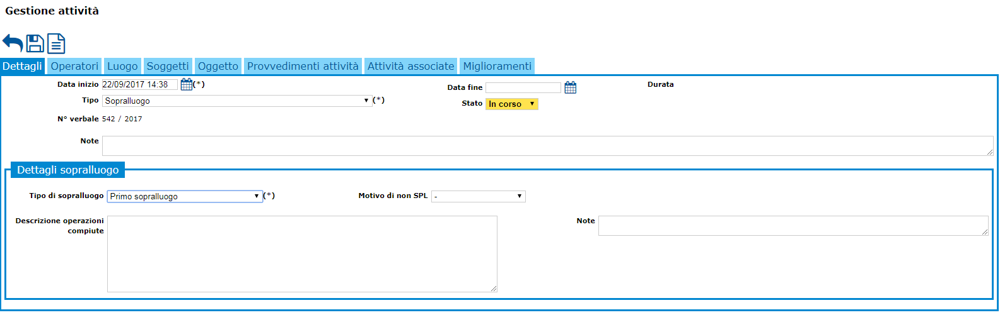 Gestione attività
Dettagli Operatori Luogo Soggetti Oggetto Provvedimenti attività Attività associate Miglioramenti
Data inizio 22/09/2017 14:38 (*) Data fine Durata
Tipo Sopralluogo (*) Stato In corso
N° verbale 542 / 2017
Note
Dettagli sopralluogo
Tipo di sopralluogo Primo sopralluogo (*) Motivo di non SPL -
Descrizione operazioni Note
compiute